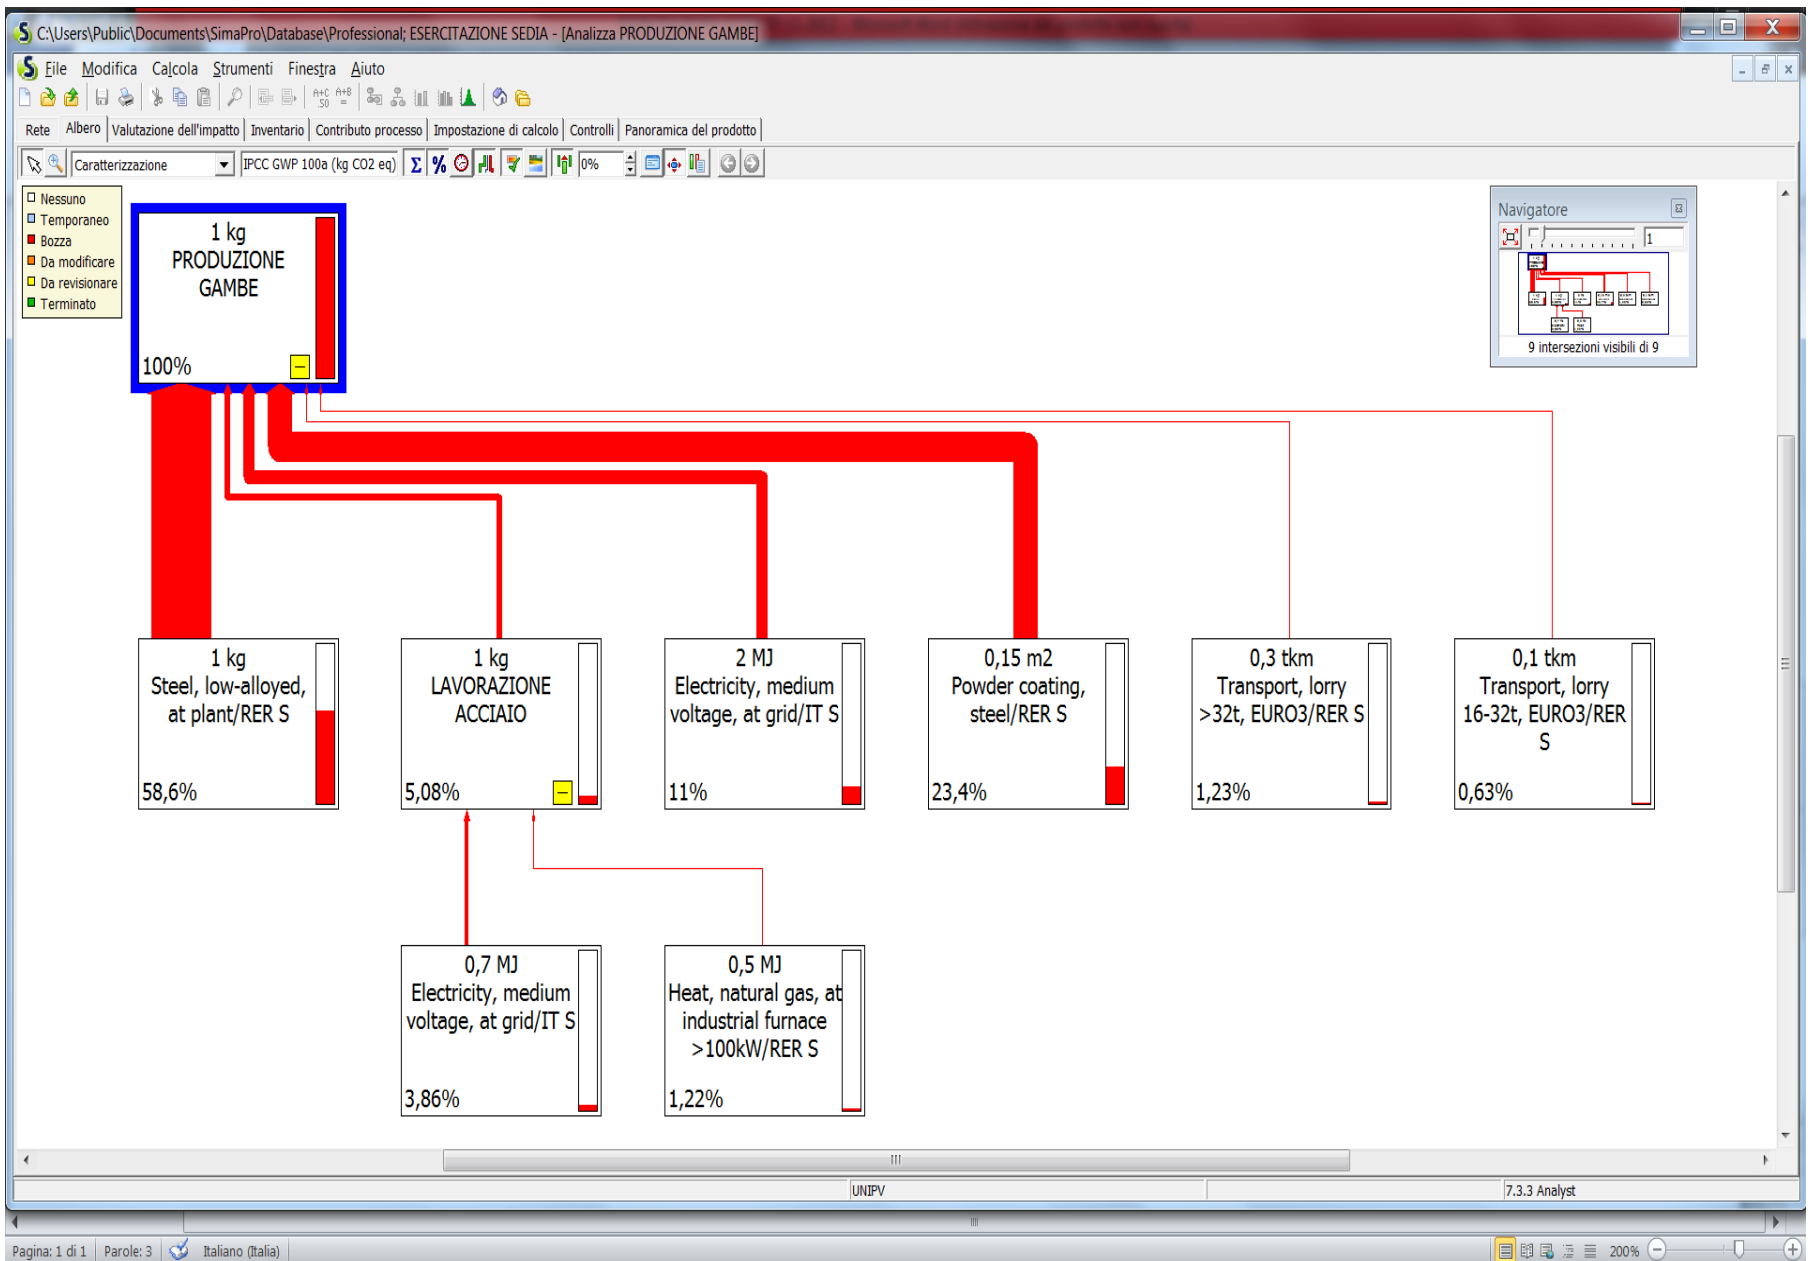 C:\Users\Public\Documents\SimaPro\Database\Professional; ESERCITAZIONE SEDIA - [Analizza PRODUZIONE GAMBE]
File Modifica Calcola Strumenti Finestra Aiuto
A+C
50
A+B
=
Rete Albero Valutazione dell'impatto Inventario Contributo processo Impostazione di calcolo Controlli Panoramica del prodotto
Caratterizzazione IPCC GWP 100a (kg CO2 eq) Σ % 0%
Nessuno
Temporaneo
Bozza
Da modificare
Da revisionare
Terminato
1 kg
PRODUZIONE
GAMBE
100%
Navigatore
1
9 intersezioni visibili di 9
1 kg
Steel, low-alloyed,
at plant/RER S
58,6%
1 kg
LAVORAZIONE
ACCIAIO
5,08%
2 MJ
Electricity, medium
voltage, at grid/IT S
11%
0,15 m2
Powder coating,
steel/RER S
23,4%
0,3 tkm
Transport, lorry
>32t, EURO3/RER S
1,23%
0,1 tkm
Transport, lorry
16-32t, EURO3/RER
S
0,63%
0,7 MJ
Electricity, medium
voltage, at grid/IT S
3,86%
0,5 MJ
Heat, natural gas, at
industrial furnace
>100kW/RER S
1,22%
UNIPV 7.3.3 Analyst
Pagina: 1 di 1 Parole: 3 Italiano (Italia) 200%